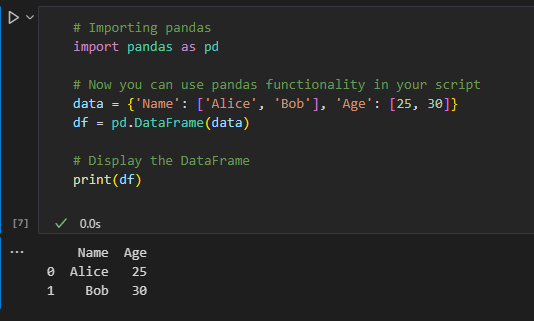 # Importing pandas
import pandas as pd
# Now you can use pandas functionality in your script
data = {'Name': ['Alice', 'Bob'], 'Age': [25, 30]}
df = pd.DataFrame(data)
# Display the DataFrame
print(df)
[7] ✓ 0.0s
... Name Age
0 Alice 25
1 Bob 30